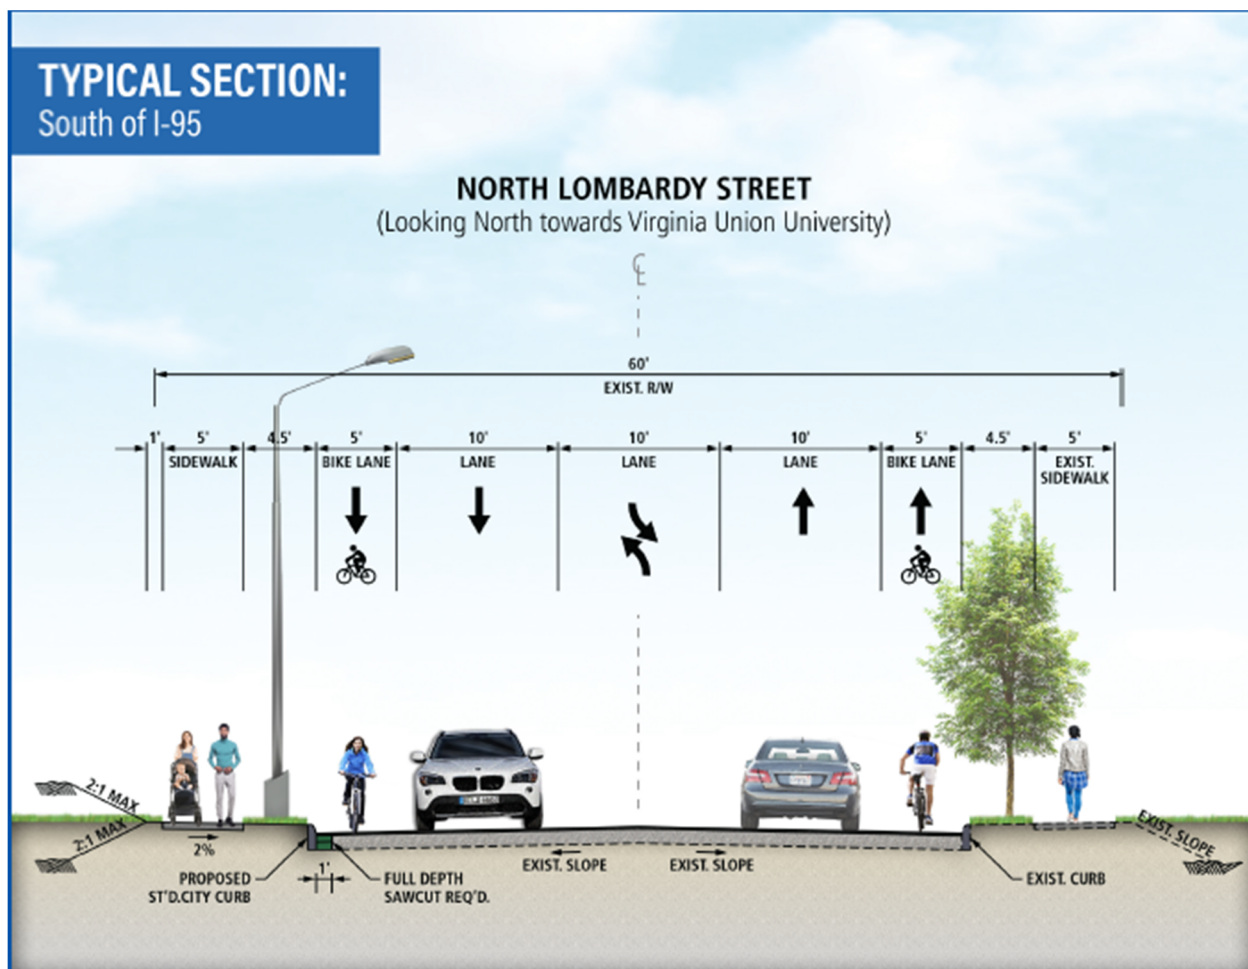 TYPICAL SECTION:
South of I-95
NORTH LOMBARDY STREET
(Looking North towards Virginia Union University)
CL
60'
EXIST. R/W
1' 5' 4.5' 5' 10' 10' 10' 5' 4.5' 5'
SIDEWALK BIKE LANE LANE LANE LANE BIKE LANE EXIST.
SIDEWALK
2:1 MAX
2:1 MAX
2%
EXIST. SLOPE EXIST. SLOPE
EXIST. SLOPE
PROPOSED
ST'D.CITY CURB
1'
FULL DEPTH
SAWCUT REQ'D.
EXIST. CURB